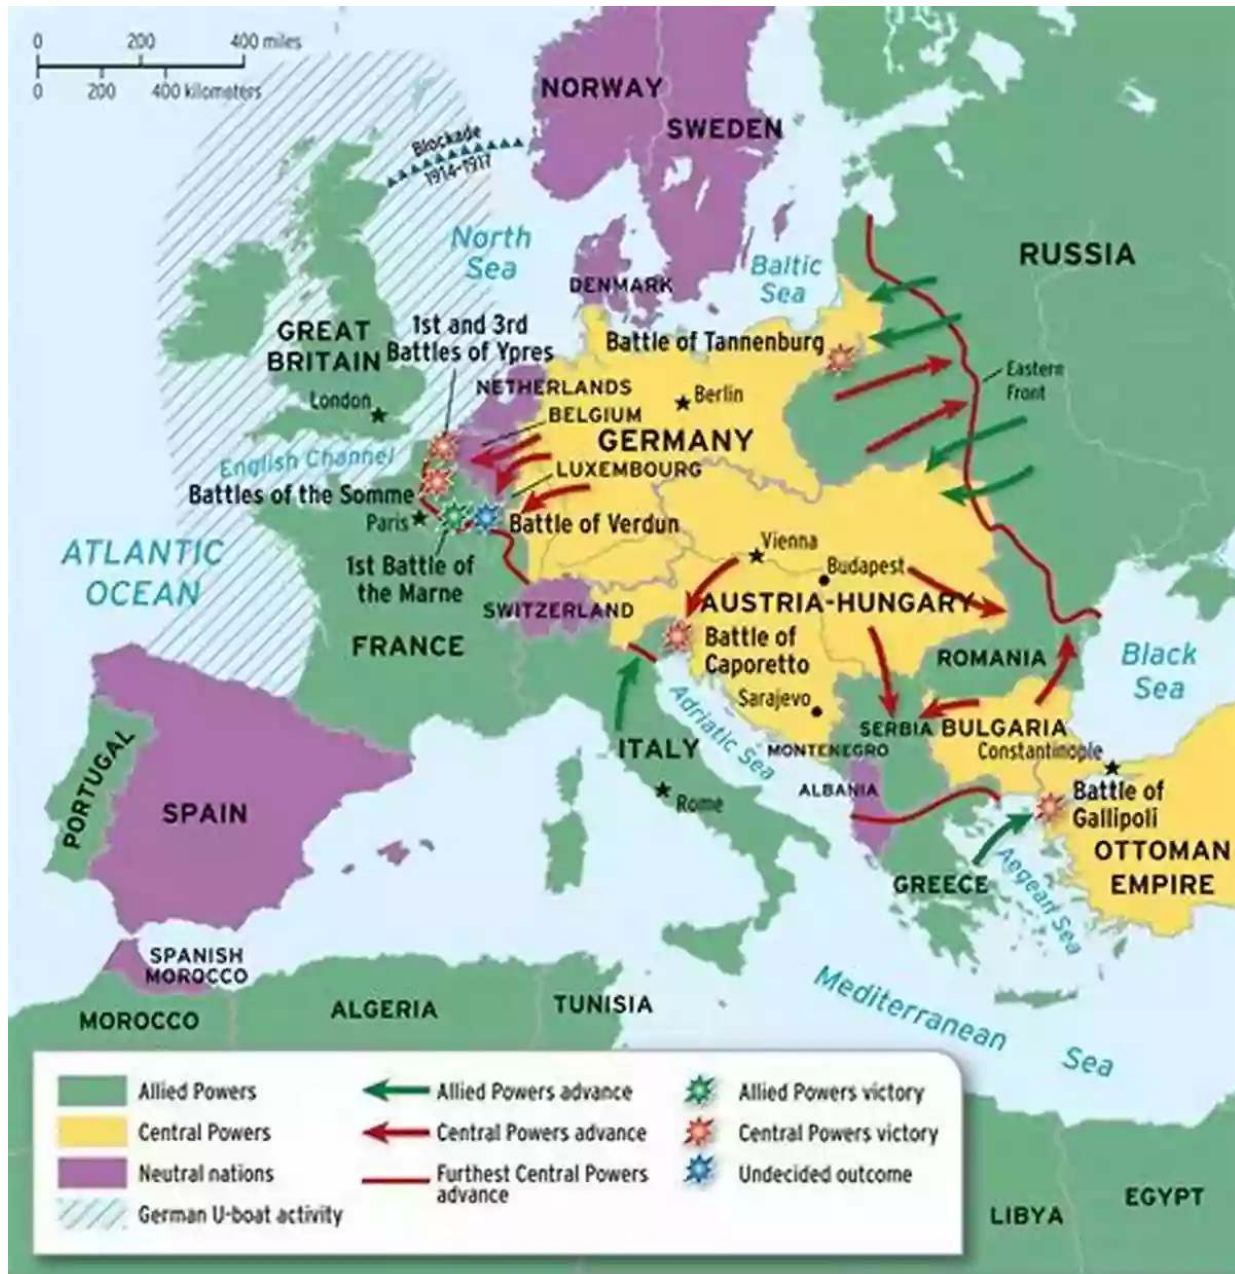 0 200 400 miles
0 200 400 kilometers
NORWAY
SWEDEN
Blockade
1914-1917
North
Sea
Baltic
Sea
RUSSIA
DENMARK
GREAT
BRITAIN
1st and 3rd
Battles of Ypres
Battle of Tannenburg
Eastern
Front
NETHERLANDS
Berlin
London
BELGIUM
GERMANY
English Channel
LUXEMBOURG
Battles of the Somme
Paris
Battle of Verdun
ATLANTIC
OCEAN
Vienna
1st Battle of
the Marne
Budapest
SWITZERLAND
AUSTRIA-HUNGARY
FRANCE
Battle of
Caporetto
ROMANIA
Black
Sea
Sarajevo
Adriatic Sea
SERBIA
BULGARIA
ITALY
MONTENEGRO
Constantinople
PORTUGAL
SPAIN
ALBANIA
Rome
Battle of
Gallipoli
OTTOMAN
EMPIRE
GREECE
Aegean Sea
SPANISH
MOROCCO
Mediterranean
Sea
MOROCCO
ALGERIA
TUNISIA
Allied Powers
Central Powers
Neutral nations
German U-boat activity
Allied Powers advance
Central Powers advance
Furthest Central Powers
advance
Allied Powers victory
Central Powers victory
Undecided outcome
LIBYA
EGYPT